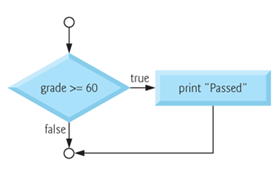 true
grade >= 60
print "Passed"
false